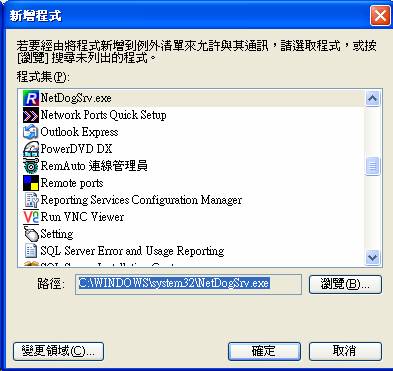 新增程式
若要經由將程式新增到例外清單來允許與其通訊，請選取程式，或按
[瀏覽] 搜尋未列出的程式。
程式集(P):
NetDogSrv.exe
Network Ports Quick Setup
Outlook Express
PowerDVD DX
RemAuto 連線管理員
Remote ports
Reporting Services Configuration Manager
Run VNC Viewer
Setting
SQL Server Error and Usage Reporting
路徑:
C:\WINDOWS\system32\NetDogSrv.exe
瀏覽(B)...
變更領域(C)...
確定
取消